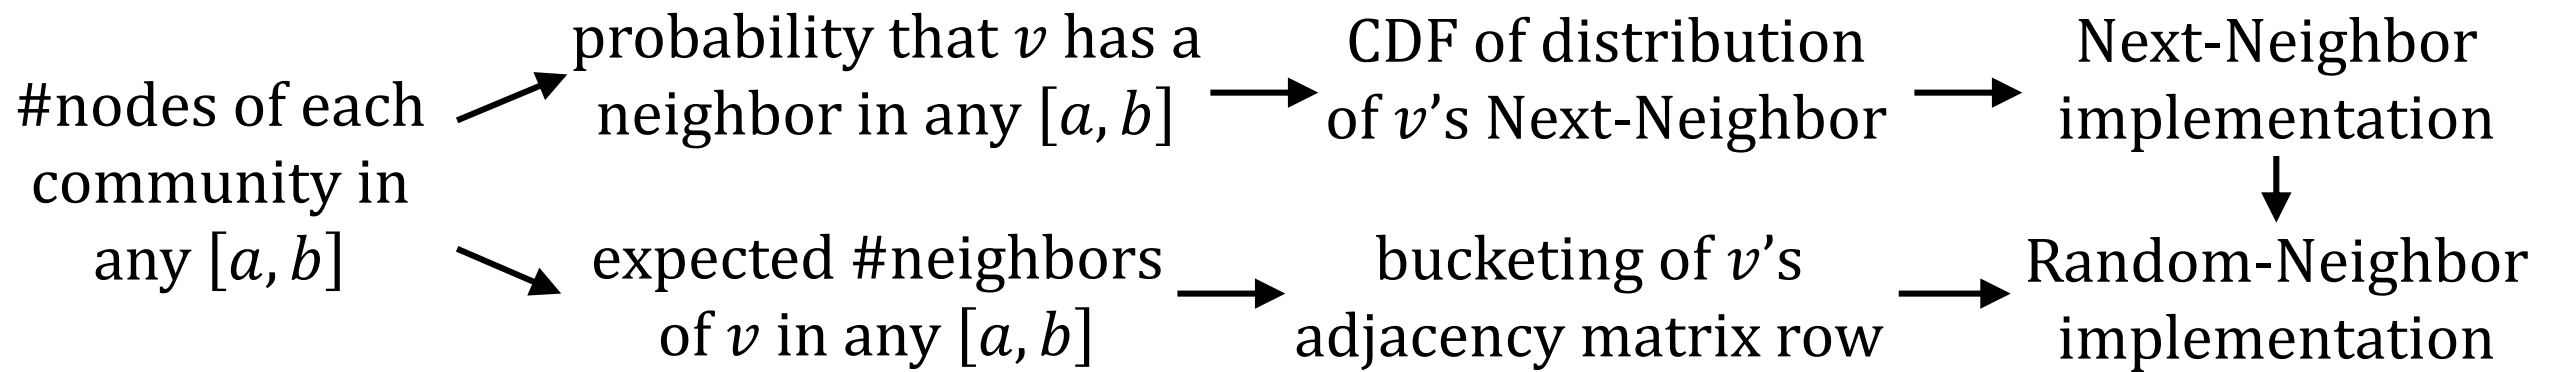 #nodes of each
community in
any [a, b]
probability that v has a
neighbor in any [a, b]
CDF of distribution
of v’s Next-Neighbor
Next-Neighbor
implementation
expected #neighbors
of v in any [a, b]
bucketing of v’s
adjacency matrix row
Random-Neighbor
implementation